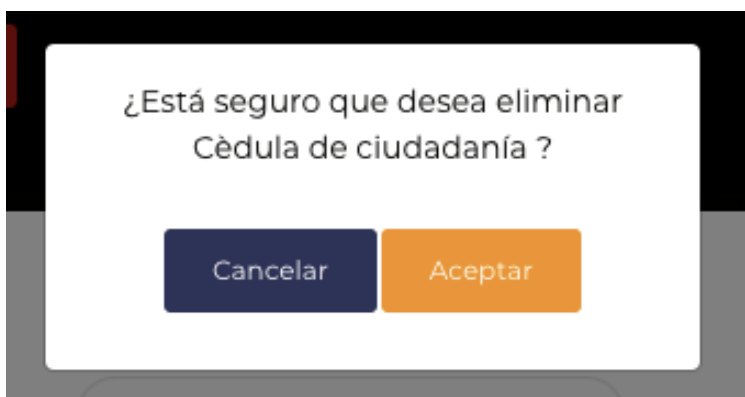 ¿Está seguro que desea eliminar
Cèdula de ciudadanía ?
Cancelar
Aceptar